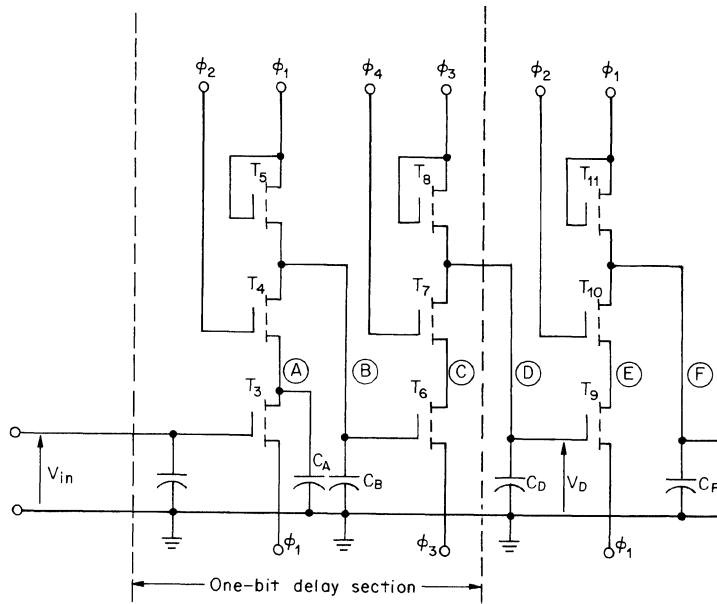 ϕ2 ϕ1 ϕ4 ϕ3 ϕ2 ϕ1
T5 T8 T11
T4 T7 T10
A B C D E F
T3 T6 T9
Vin CA CB CD VD CF
ϕ1 ϕ3 ϕ1
One-bit delay section